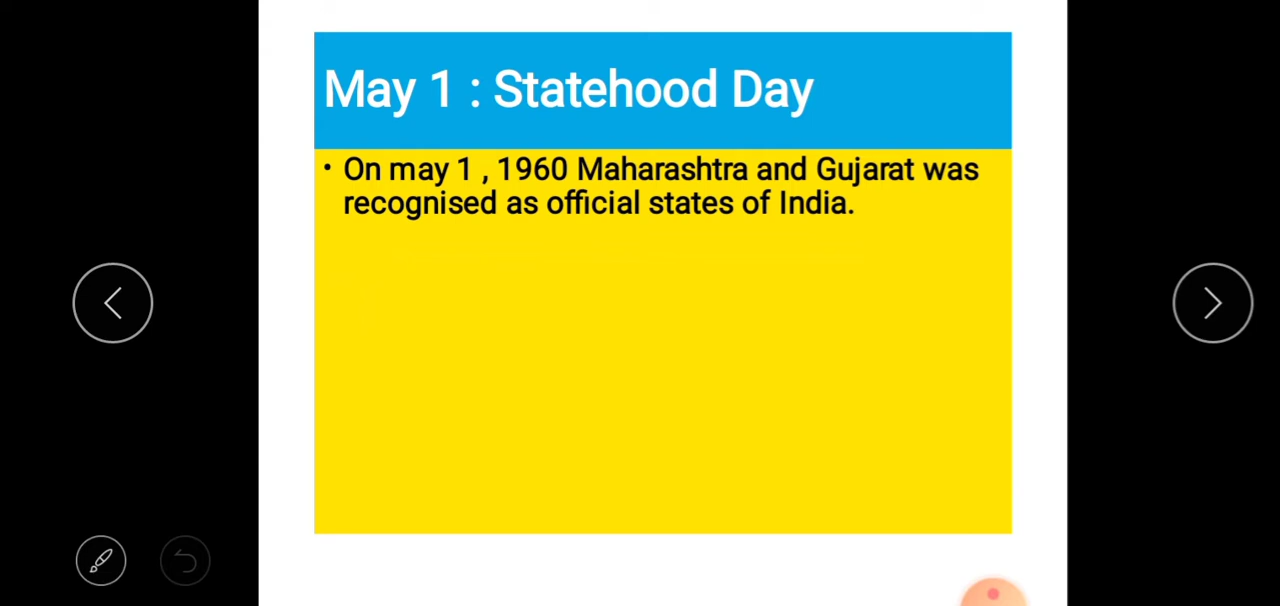 May 1 : Statehood Day
• On may 1 , 1960 Maharashtra and Gujarat was
recognised as official states of India.